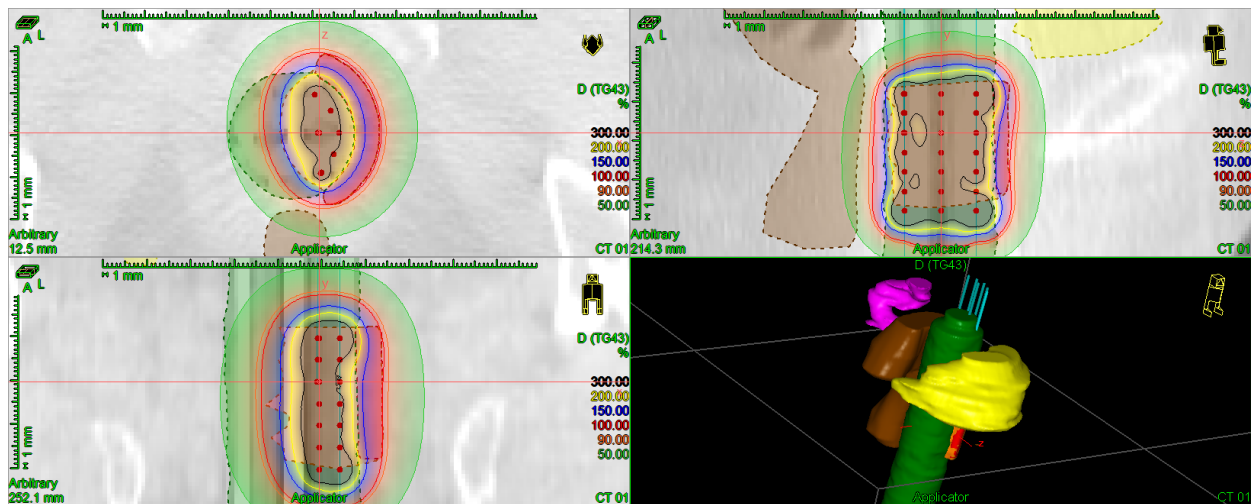 A L
1 mm
z
D (TG43)
%
300.00
200.00
150.00
100.00
90.00
50.00
1 mm
Arbitrary
12.5 mm
Applicator
CT 01
A L
1 mm
y
D (TG43)
%
300.00
200.00
150.00
100.00
90.00
50.00
1 mm
Arbitrary
214.3 mm
Applicator
CT 01
A L
1 mm
y
D (TG43)
%
300.00
200.00
150.00
100.00
90.00
50.00
1 mm
Arbitrary
252.1 mm
Applicator
CT 01
D (TG43)
-z
Applicator
CT 01